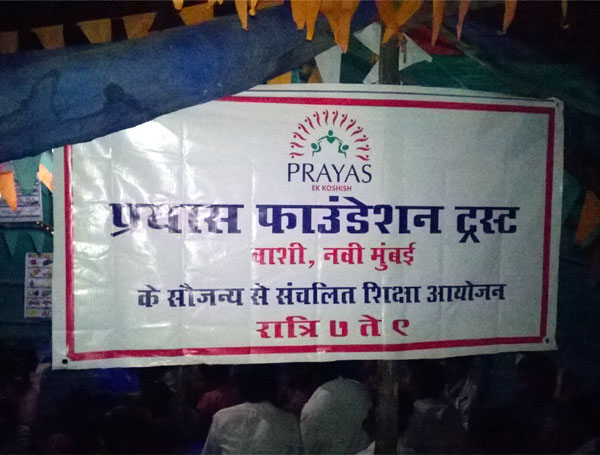 PRAYAS
EK KOSHISH
प्रयास फाउंडेशन ट्रस्ट
वाशी, नवी मुंबई
के सौजन्य से संचलित शिक्षा आयोजन
रात्रि ७ ते ९